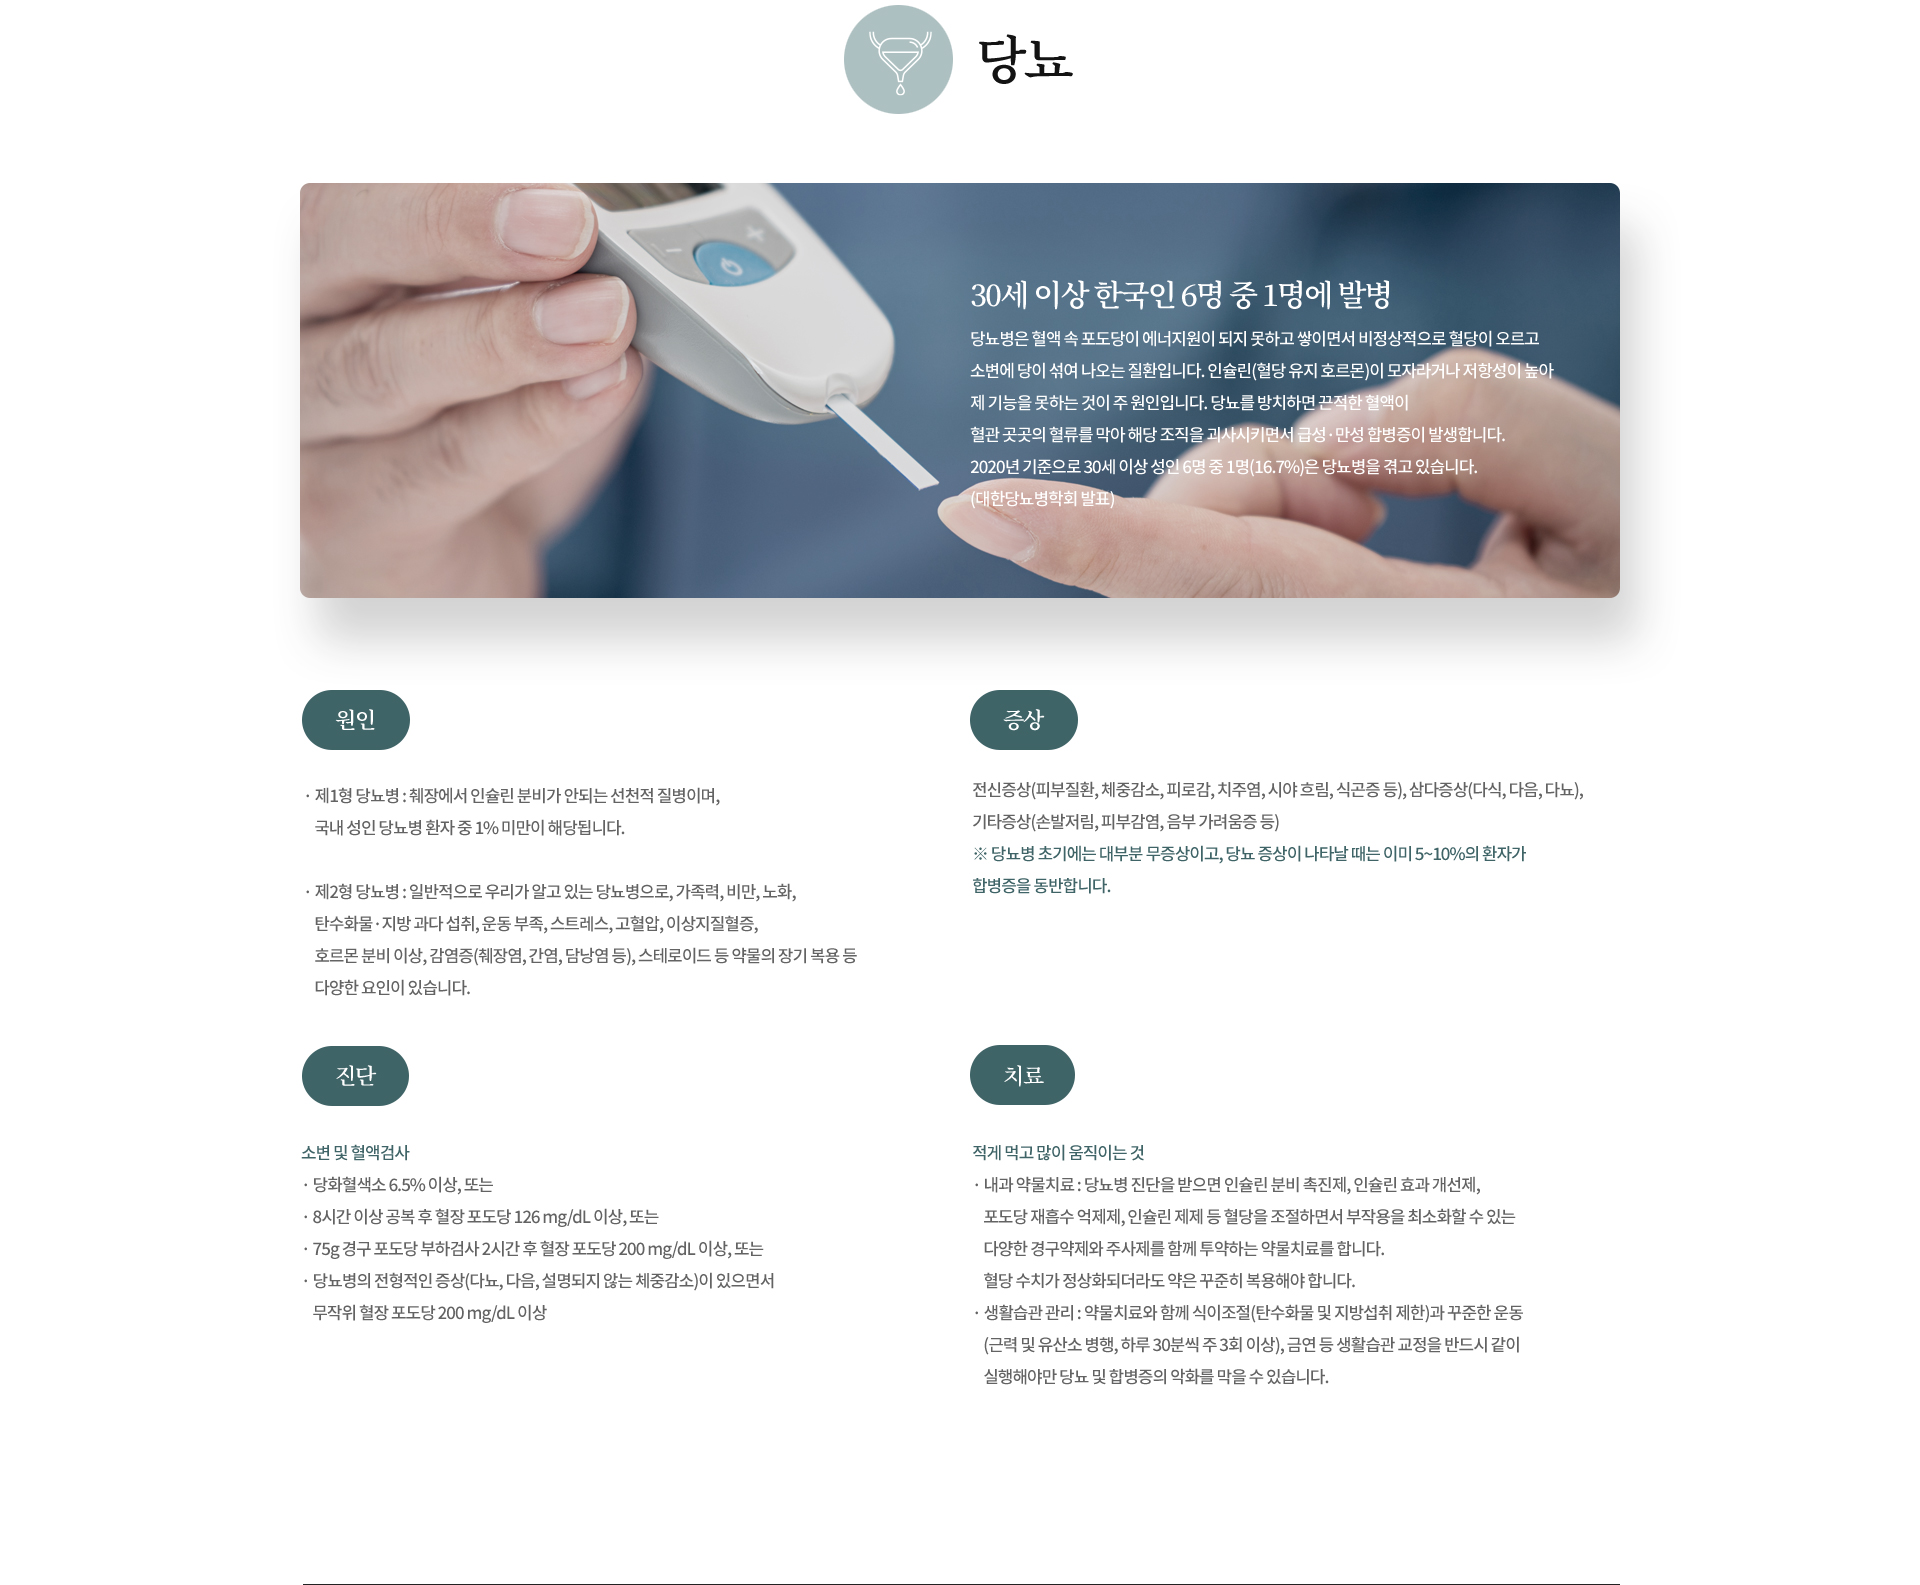 당뇨
30세 이상 한국인 6명 중 1명에 발병
당뇨병은 혈액 속 포도당이 에너지원이 되지 못하고 쌓이면서 비정상적으로 혈당이 오르고
소변에 당이 섞여 나오는 질환입니다. 인슐린(혈당 유지 호르몬)이 모자라거나 저항성이 높아
제 기능을 못하는 것이 주 원인입니다. 당뇨를 방치하면 끈적한 혈액이
혈관 곳곳의 혈류를 막아 해당 조직을 괴사시키면서 급성·만성 합병증이 발생합니다.
2020년 기준으로 30세 이상 성인 6명 중 1명(16.7%)은 당뇨병을 겪고 있습니다.
(대한당뇨병학회 발표)
원인
· 제1형 당뇨병 : 췌장에서 인슐린 분비가 안되는 선천적 질병이며,
국내 성인 당뇨병 환자 중 1% 미만이 해당됩니다.
· 제2형 당뇨병 : 일반적으로 우리가 알고 있는 당뇨병으로, 가족력, 비만, 노화,
탄수화물·지방 과다 섭취, 운동 부족, 스트레스, 고혈압, 이상지질혈증,
호르몬 분비 이상, 감염증(췌장염, 간염, 담낭염 등), 스테로이드 등 약물의 장기 복용 등
다양한 요인이 있습니다.
증상
전신증상(피부질환, 체중감소, 피로감, 치주염, 시야 흐림, 식곤증 등), 삼다증상(다식, 다음, 다뇨),
기타증상(손발저림, 피부감염, 음부 가려움증 등)
※ 당뇨병 초기에는 대부분 무증상이고, 당뇨 증상이 나타날 때는 이미 5~10%의 환자가
합병증을 동반합니다.
진단
소변 및 혈액검사
· 당화혈색소 6.5% 이상, 또는
· 8시간 이상 공복 후 혈장 포도당 126 mg/dL 이상, 또는
· 75g 경구 포도당 부하검사 2시간 후 혈장 포도당 200 mg/dL 이상, 또는
· 당뇨병의 전형적인 증상(다뇨, 다음, 설명되지 않는 체중감소)이 있으면서
무작위 혈장 포도당 200 mg/dL 이상
치료
적게 먹고 많이 움직이는 것
· 내과 약물치료 : 당뇨병 진단을 받으면 인슐린 분비 촉진제, 인슐린 효과 개선제,
포도당 재흡수 억제제, 인슐린 제제 등 혈당을 조절하면서 부작용을 최소화할 수 있는
다양한 경구약제와 주사제를 함께 투약하는 약물치료를 합니다.
혈당 수치가 정상화되더라도 약은 꾸준히 복용해야 합니다.
· 생활습관 관리 : 약물치료와 함께 식이조절(탄수화물 및 지방섭취 제한)과 꾸준한 운동
(근력 및 유산소 병행, 하루 30분씩 주 3회 이상), 금연 등 생활습관 교정을 반드시 같이
실행해야만 당뇨 및 합병증의 악화를 막을 수 있습니다.